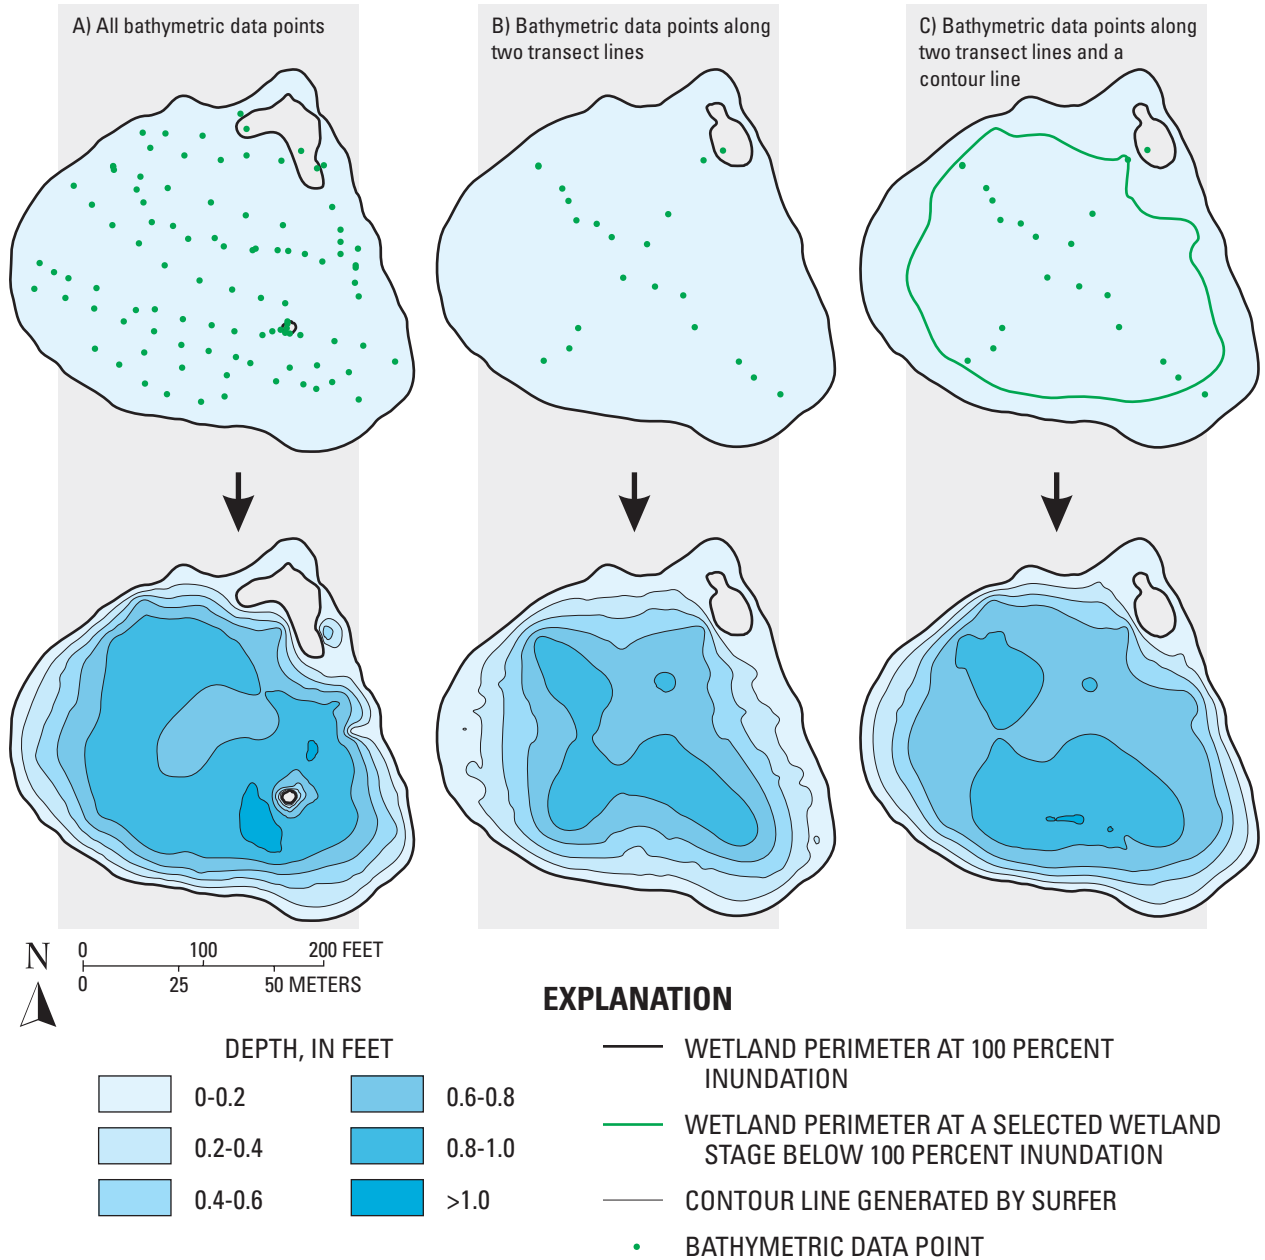 A) All bathymetric data points
B) Bathymetric data points along
two transect lines
C) Bathymetric data points along
two transect lines and a
contour line
N
0 100 200 FEET
0 25 50 METERS
EXPLANATION
DEPTH, IN FEET
0-0.2
0.2-0.4
0.4-0.6
0.6-0.8
0.8-1.0
>1.0
WETLAND PERIMETER AT 100 PERCENT
INUNDATION
WETLAND PERIMETER AT A SELECTED WETLAND
STAGE BELOW 100 PERCENT INUNDATION
CONTOUR LINE GENERATED BY SURFER
BATHYMETRIC DATA POINT